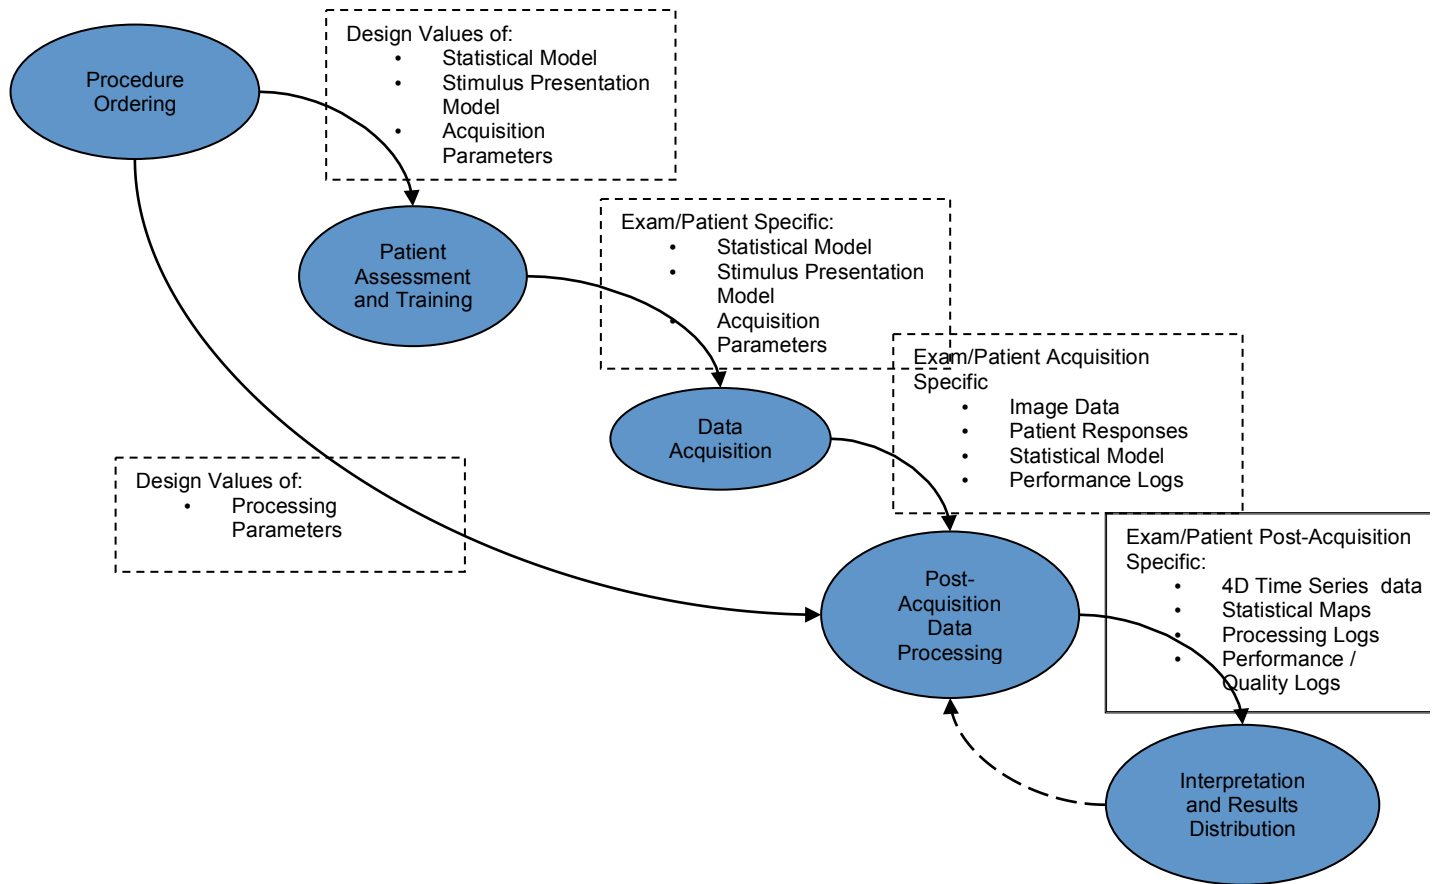 Procedure
Ordering
Design Values of:
• Statistical Model
• Stimulus Presentation
Model
• Acquisition
Parameters
Patient
Assessment
and Training
Exam/Patient Specific:
• Statistical Model
• Stimulus Presentation
Model
• Acquisition
Parameters
Data
Acquisition
Exam/Patient Acquisition
Specific
• Image Data
• Patient Responses
• Statistical Model
• Performance Logs
Design Values of:
• Processing
Parameters
Post-
Acquisition
Data
Processing
Exam/Patient Post-Acquisition
Specific:
• 4D Time Series data
• Statistical Maps
• Processing Logs
• Performance /
Quality Logs
Interpretation
and Results
Distribution